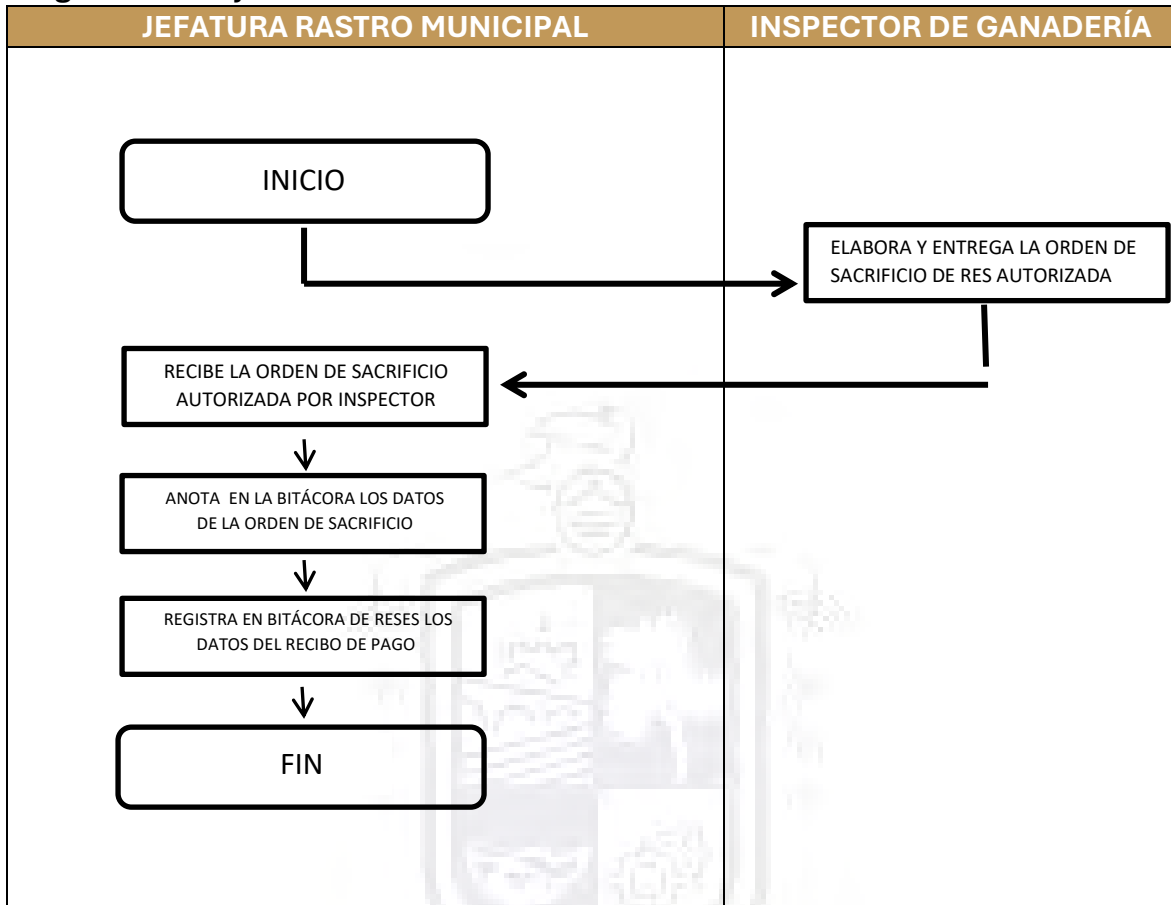 JEFATURA RASTRO MUNICIPAL
INSPECTOR DE GANADERÍA
INICIO
ELABORA Y ENTREGA LA ORDEN DE
SACRIFICIO DE RES AUTORIZADA
RECIBE LA ORDEN DE SACRIFICIO
AUTORIZADA POR INSPECTOR
ANOTA EN LA BITÁCORA LOS DATOS
DE LA ORDEN DE SACRIFICIO
REGISTRA EN BITÁCORA DE RESES LOS
DATOS DEL RECIBO DE PAGO
FIN